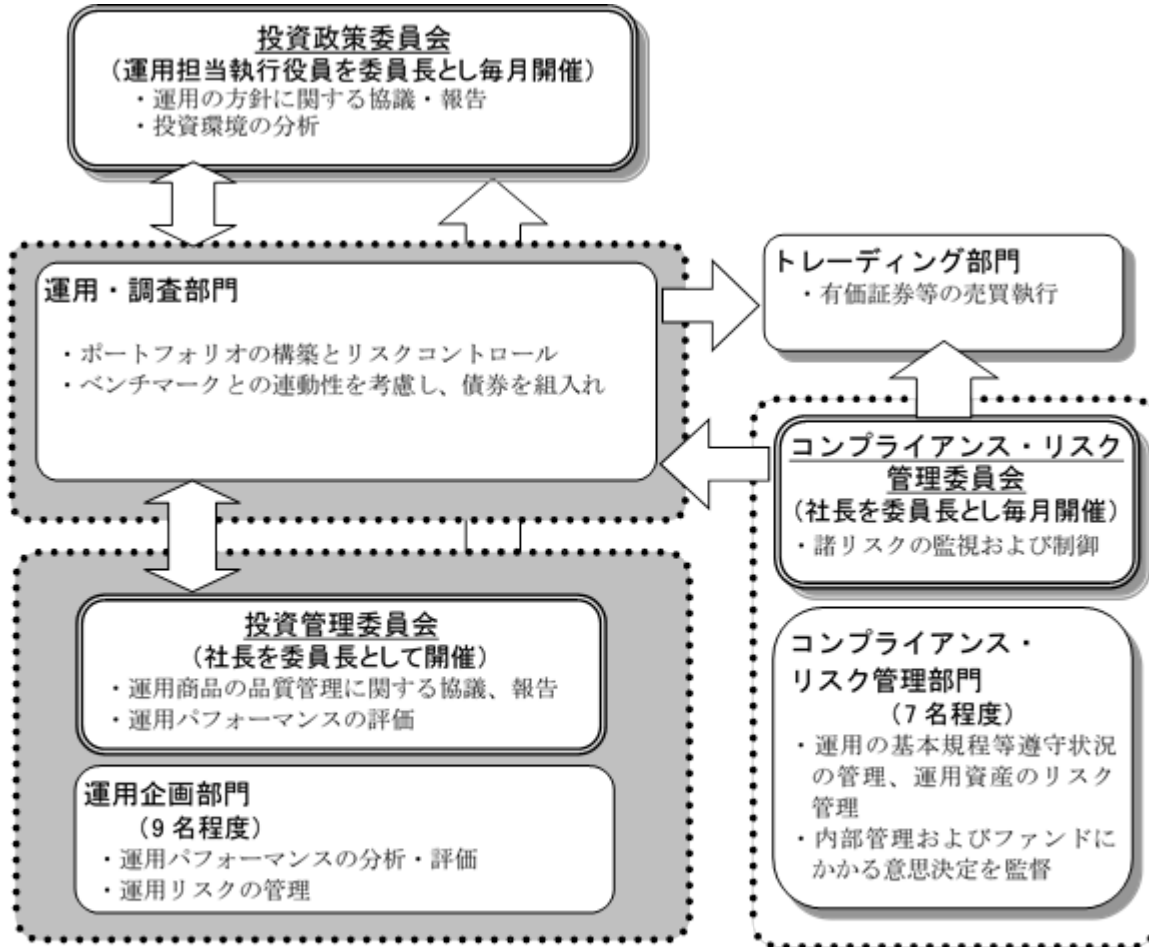 投資政策委員会
（運用担当執行役員を委員長とし毎月開催）
・運用の方針に関する協議・報告
・投資環境の分析
運用・調査部門
・ポートフォリオの構築とリスクコントロール
・ベンチマークとの連動性を考慮し、債券を組入れ
トレーディング部門
・有価証券等の売買執行
コンプライアンス・リスク
管理委員会
（社長を委員長とし毎月開催）
・諸リスクの監視および制御
投資管理委員会
（社長を委員長として開催）
・運用商品の品質管理に関する協議、報告
・運用パフォーマンスの評価
運用企画部門
（9 名程度）
・運用パフォーマンスの分析・評価
・運用リスクの管理
コンプライアンス・
リスク管理部門
（7 名程度）
・運用の基本規程等遵守状況
の管理、運用資産のリスク
管理
・内部管理およびファンドに
かかる意思決定を監督